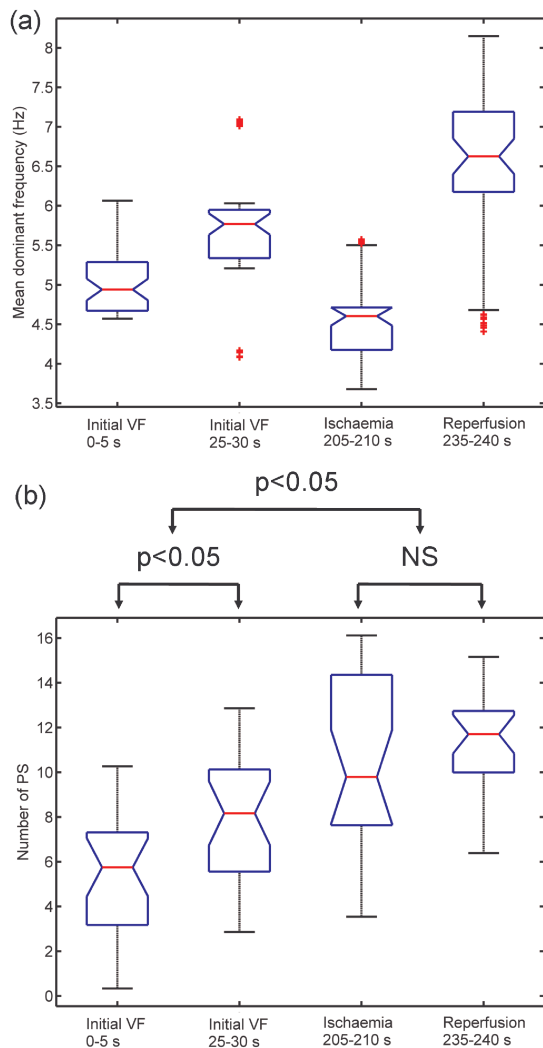 (a)
Mean dominant frequency (Hz)
8
7.5
7
6.5
6
5.5
5
4.5
4
3.5
Initial VF
0-5 s
Initial VF
25-30 s
Ischaemia
205-210 s
Reperfusion
235-240 s
(b)
p<0.05
p<0.05
NS
Number of PS
16
14
12
10
8
6
4
2
0
Initial VF
0-5 s
Initial VF
25-30 s
Ischaemia
205-210 s
Reperfusion
235-240 s